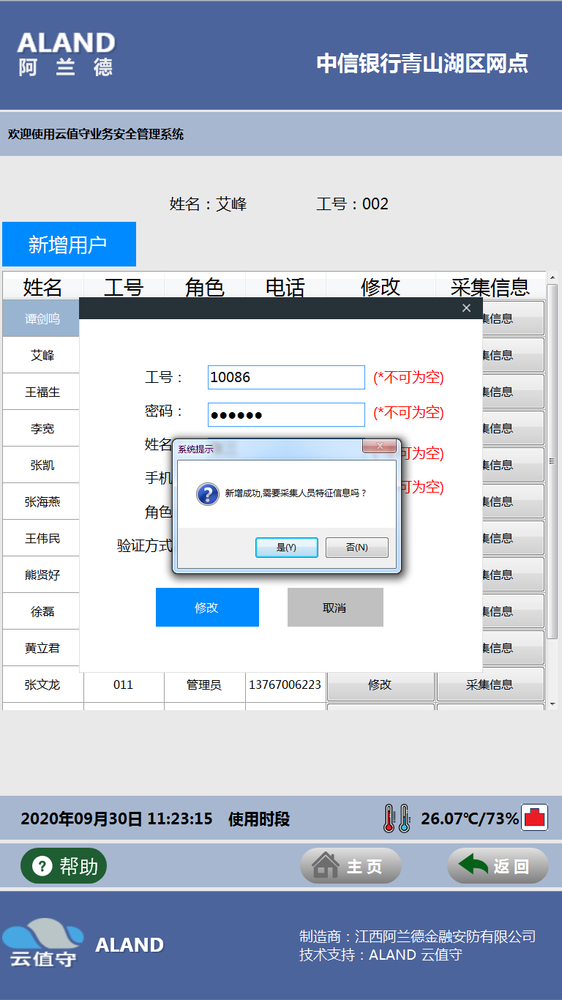 ALAND
阿兰德
中信银行青山湖区网点
欢迎使用云值守业务安全管理系统
姓名：艾峰 工号：002
新增用户
姓名 工号 角色 电话 修改 采集信息
谭剑鸣 集信息
艾峰 集信息
王福生 集信息
李宽 集信息
张凯 集信息
张海燕 集信息
王伟民 集信息
熊贤好 集信息
徐磊 集信息
黄立君 集信息
张文龙 011 管理员 13767006223 修改 采集信息
工号： 10086 (*不可为空)
密码： ●●●●●● (*不可为空)
姓名 可为空)
手机 可为空)
角色
验证方式
修改 取消
系统提示
新增成功,需要采集人员特征信息吗？
是(Y) 否(N)
2020年09月30日 11:23:15 使用时段 26.07℃/73%
? 帮助 主页 返回
云值守 ALAND
制造商：江西阿兰德金融安防有限公司
技术支持：ALAND 云值守